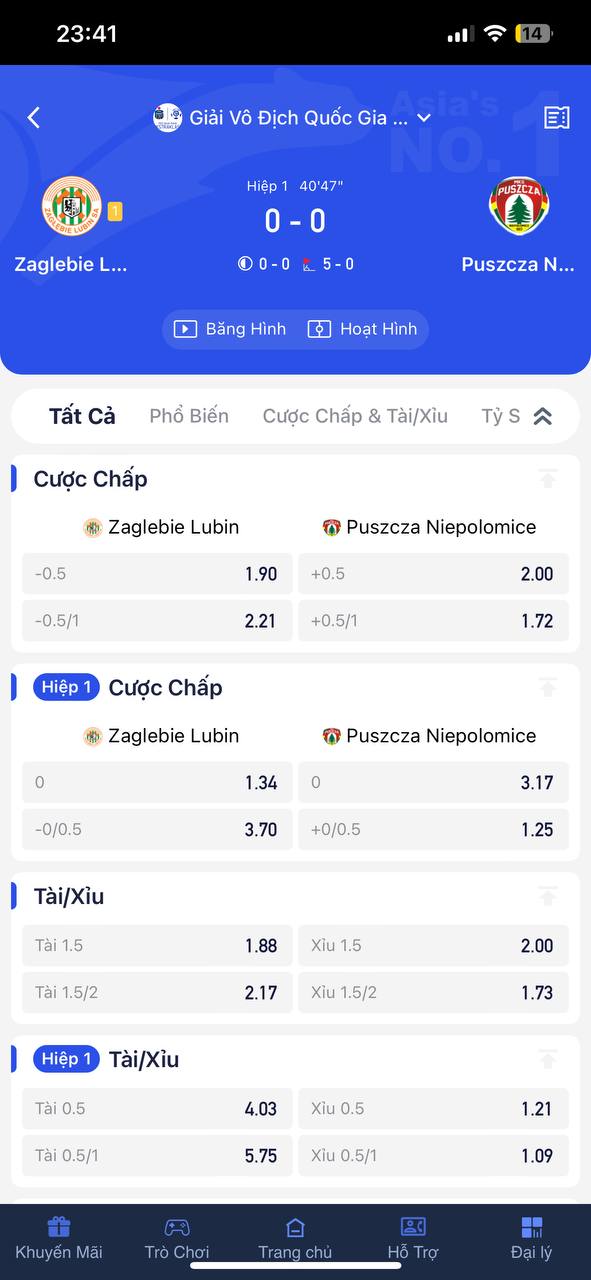 23:41
14
Asia's
NO.1
Giải Vô Địch Quốc Gia ...
Hiệp 1 40'47"
1
0 - 0
Zaglebie L...
0 - 0 5 - 0
Puszcza N...
PUSZCZA
ZAGLEBIE LUBIN SA
Băng Hình Hoạt Hình
Tất Cả Phổ Biến Cược Chấp & Tài/Xỉu Tỷ S
Cược Chấp
Zaglebie Lubin Puszcza Niepolomice
-0.5 1.90 +0.5 2.00
-0.5/1 2.21 +0.5/1 1.72
Hiệp 1 Cược Chấp
Zaglebie Lubin Puszcza Niepolomice
0 1.34 0 3.17
-0/0.5 3.70 +0/0.5 1.25
Tài/Xỉu
Tài 1.5 1.88 Xỉu 1.5 2.00
Tài 1.5/2 2.17 Xỉu 1.5/2 1.73
Hiệp 1 Tài/Xỉu
Tài 0.5 4.03 Xỉu 0.5 1.21
Tài 0.5/1 5.75 Xỉu 0.5/1 1.09
Khuyến Mãi Trò Chơi Trang chủ Hỗ Trợ Đại lý